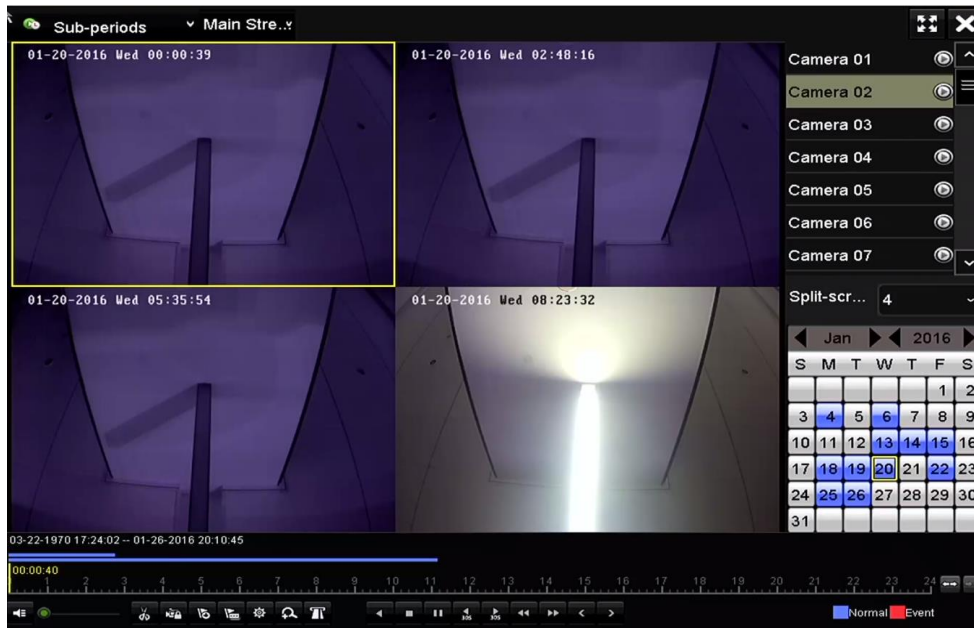 Sub-periods Main Stre...
01-20-2016 Wed 00:00:39
01-20-2016 Wed 02:48:16
Camera 01
Camera 02
Camera 03
Camera 04
Camera 05
Camera 06
Camera 07
01-20-2016 Wed 05:35:54
01-20-2016 Wed 08:23:32
Split-scr... 4
Jan 2016
S M T W T F S
1 2
3 4 5 6 7 8 9
10 11 12 13 14 15 16
17 18 19 20 21 22 23
24 25 26 27 28 29 30
31
03-22-1970 17:24:02 -- 01-26-2016 20:10:45
00:00:40
1 2 3 4 5 6 7 8 9 10 11 12 13 14 15 16 17 18 19 20 21 22 23 24
30S 30S
Normal Event